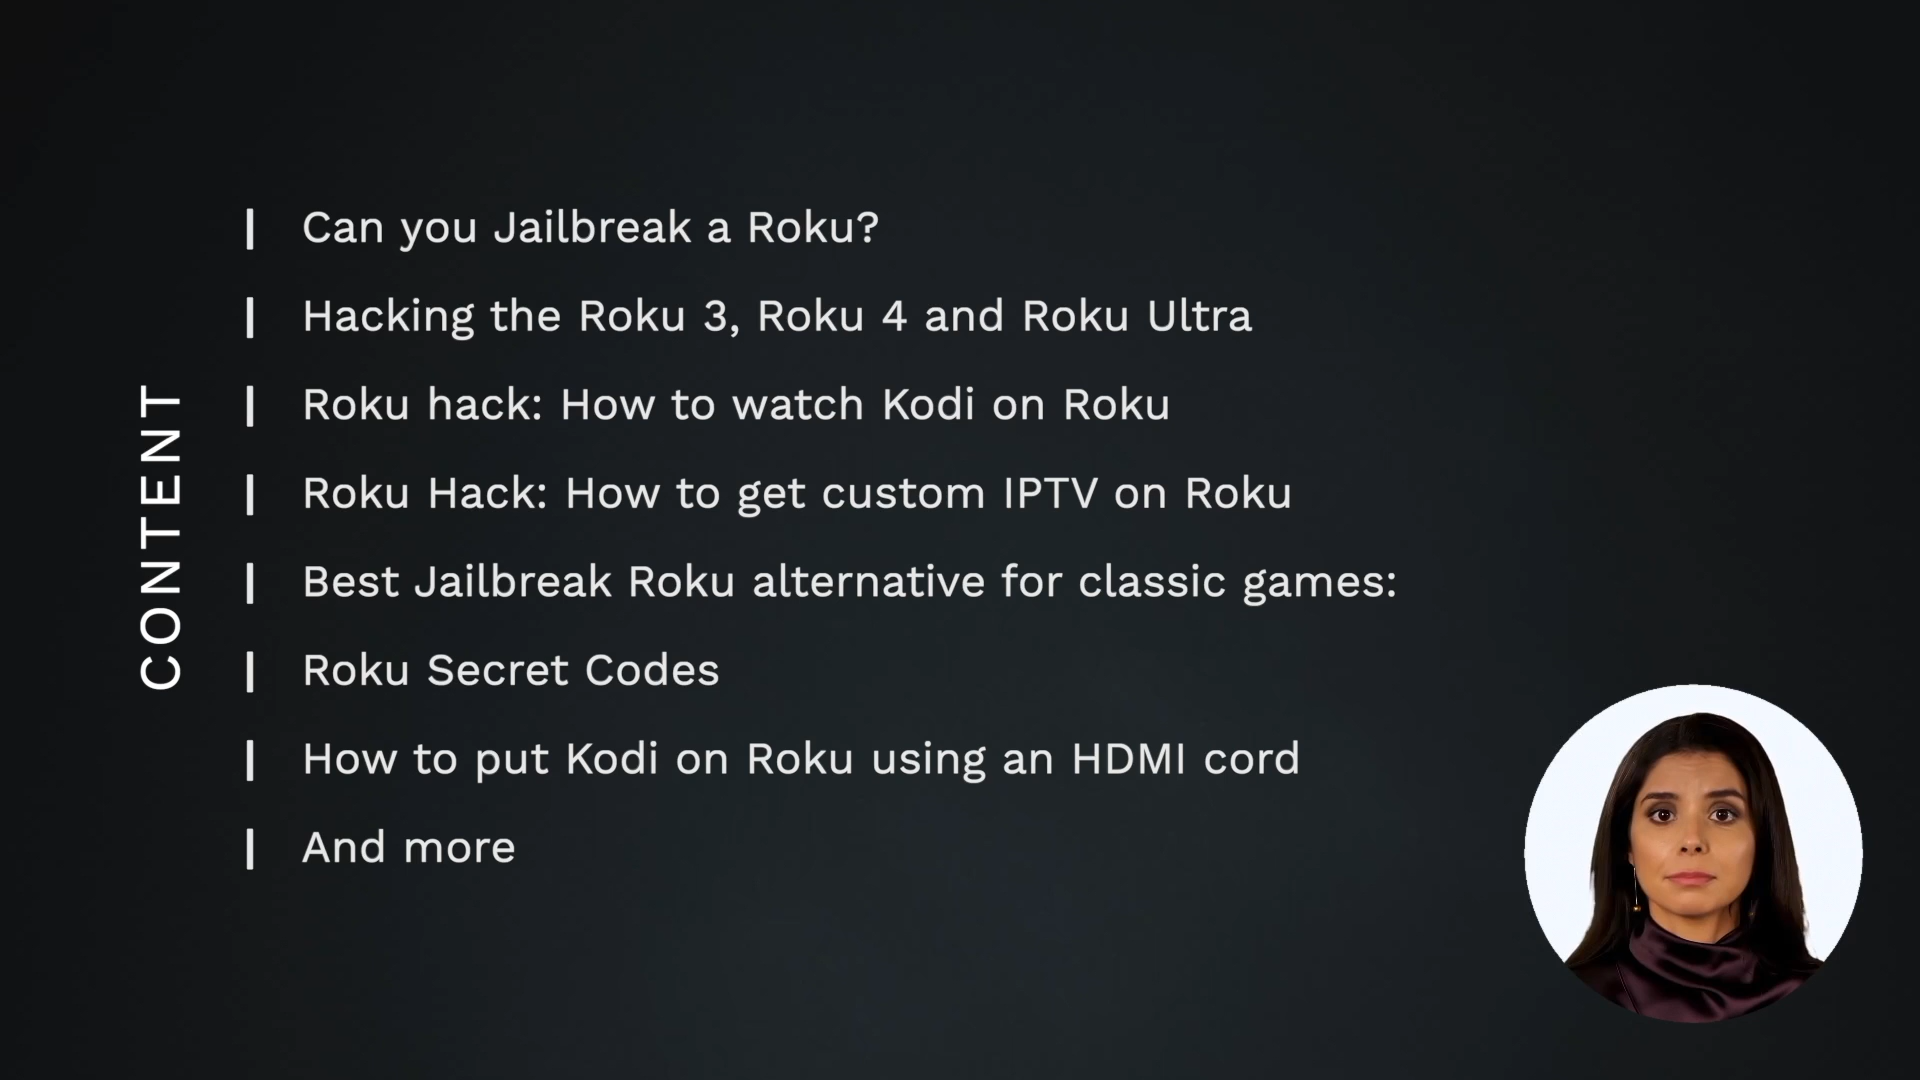 CONTENT
Can you Jailbreak a Roku?
Hacking the Roku 3, Roku 4 and Roku Ultra
Roku hack: How to watch Kodi on Roku
Roku Hack: How to get custom IPTV on Roku
Best Jailbreak Roku alternative for classic games:
Roku Secret Codes
How to put Kodi on Roku using an HDMI cord
And more